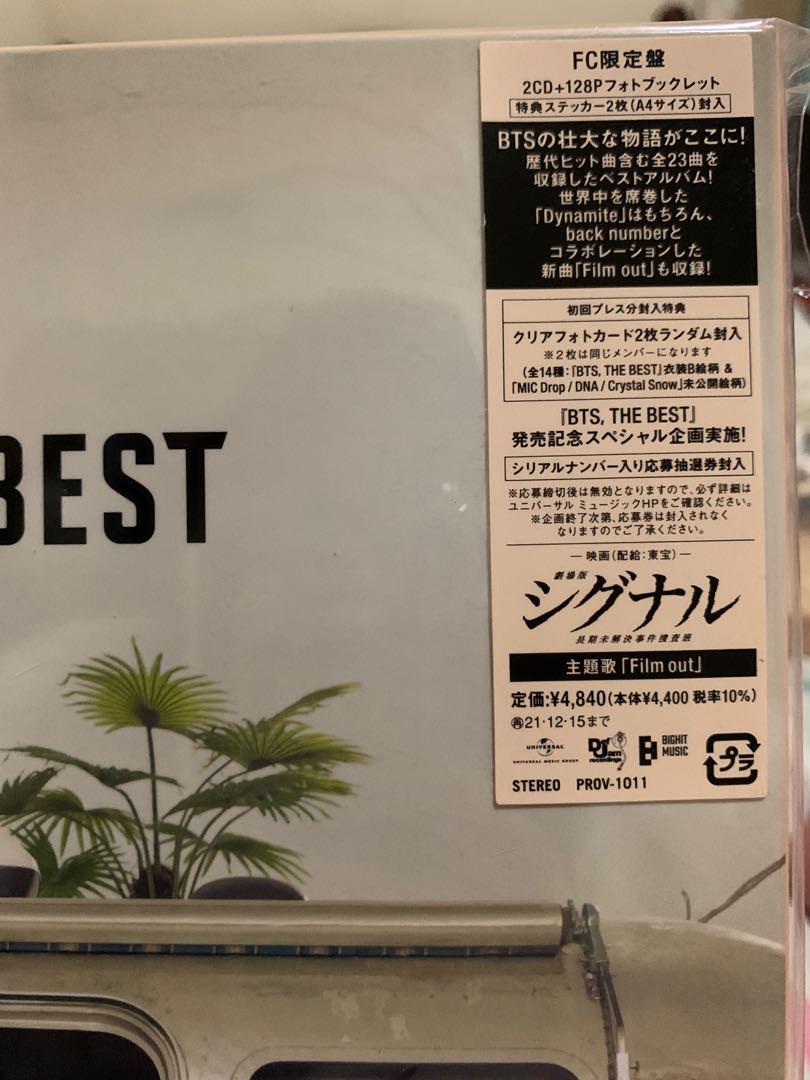 BEST
FC限定盤
2CD+128Pフォトブックレット
特典ステッカー2枚(A4サイズ)封入
BTSの壮大な物語がここに!
歴代ヒット曲含む全23曲を
収録したベストアルバム!
世界中を席巻した
「Dynamite」はもちろん、
back numberと
コラボレーションした
新曲「Film out」も収録!
初回プレス分封入特典
クリアフォトカード2枚ランダム封入
※2枚は同じメンバーになります
(全14種:『BTS, THE BEST』衣装B絵柄 &
「MIC Drop / DNA / Crystal Snow」未公開絵柄)
『BTS, THE BEST』
発売記念スペシャル企画実施!
シリアルナンバー入り応募抽選券封入
※応募締切後は無効となりますので、必ず詳細は
ユニバーサル ミュージックHPをご確認ください。
※企画終了次第、応募券は封入されなく
なりますのでご了承ください。
― 映画(配給:東宝) ―
劇場版
シグナル
長期未解決事件捜査班
主題歌「Film out」
定価:¥4,840(本体¥4,400 税率10%)
㊢21·12·15まで
UNIVERSAL
UNIVERSAL MUSIC GROUP
Def Jam
recordings
BIGHIT
MUSIC
プラ
STEREO PROV-1011